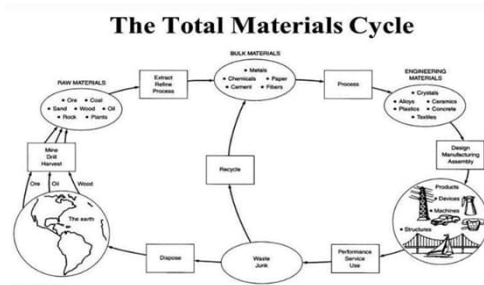 The Total Materials Cycle
RAW MATERIALS
• Ore • Coal
• Sand • Wood • Oil
• Rock • Plants
Extract
Refine
Process
BULK MATERIALS
• Metals
• Chemicals • Paper
• Cement • Fibers
Process
ENGINEERING
MATERIALS
• Crystals
• Alloys • Ceramics
• Plastics • Concrete
• Textiles
Mine
Drill
Harvest
Ore Oil Wood
Recycle
Design
Manufacturing
Assembly
Products
• Devices
• Machines
• Structures
The earth
Dispose
Waste
Junk
Performance
Service
Use